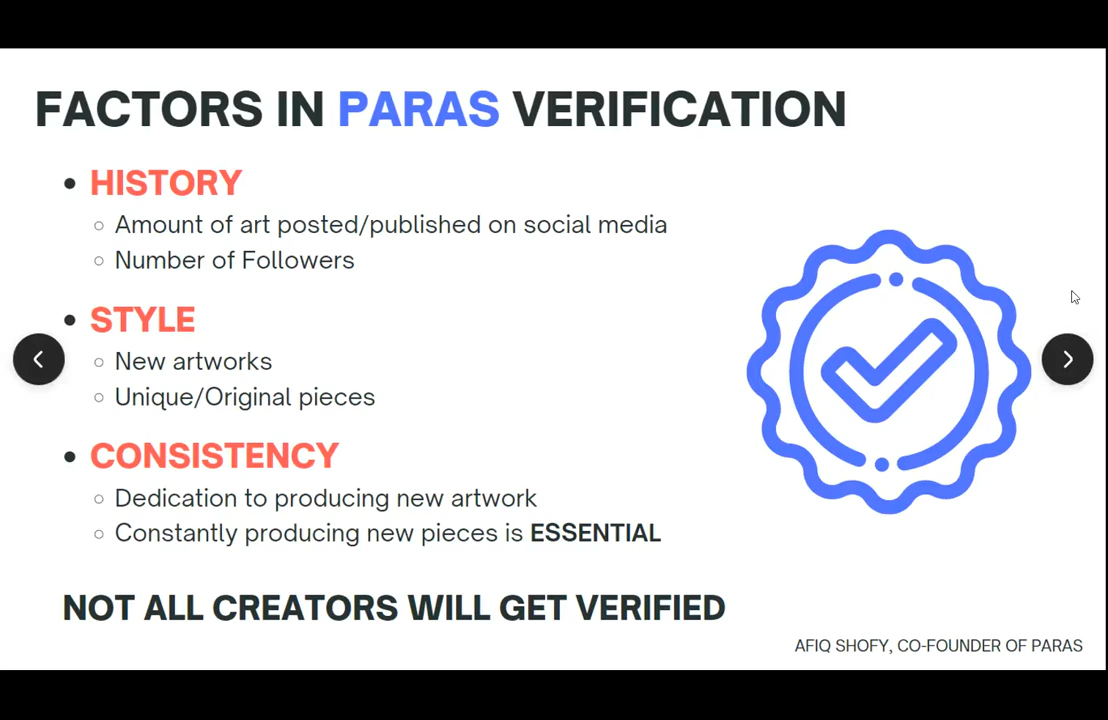 FACTORS IN PARAS VERIFICATION
HISTORY
Amount of art posted/published on social media
Number of Followers
STYLE
New artworks
Unique/Original pieces
CONSISTENCY
Dedication to producing new artwork
Constantly producing new pieces is ESSENTIAL
NOT ALL CREATORS WILL GET VERIFIED
AFIQ SHOFY, CO-FOUNDER OF PARAS